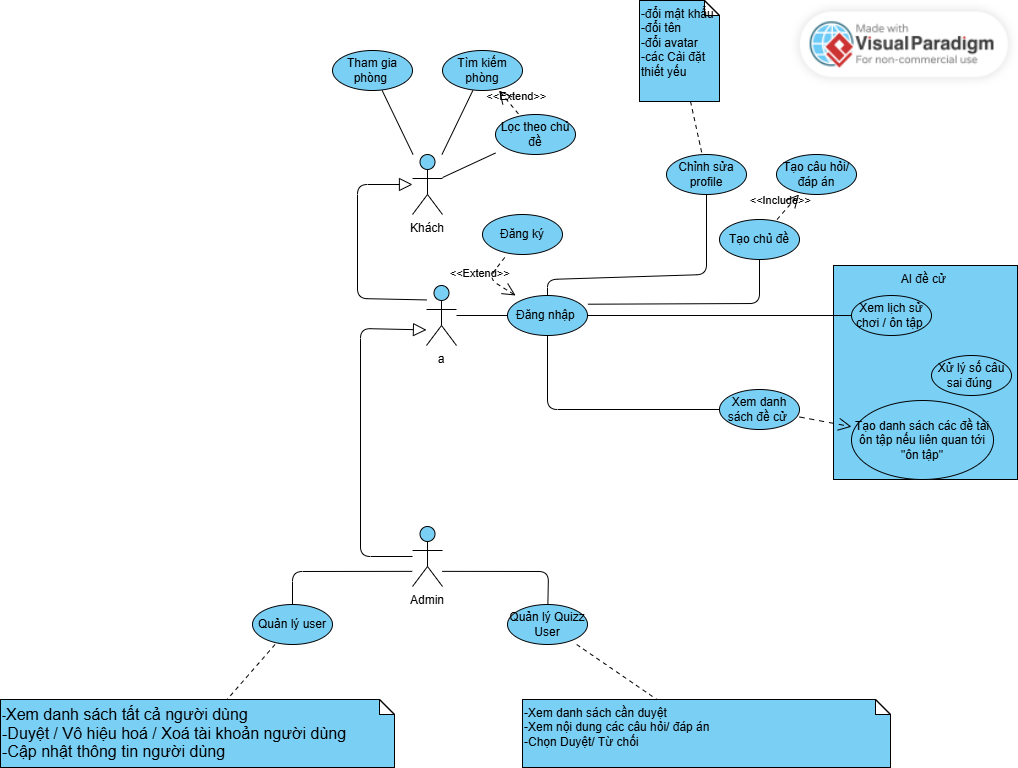 -đổi mật khẩu
-đổi tên
-đổi avatar
-các Cài đặt
thiết yếu
Made with
VisualParadigm
For non-commercial use
Tham gia
phòng
Tìm kiếm
phòng
<<Extend>>
Lọc theo chủ
đề
Khách
Chỉnh sửa
profile
Tạo câu hỏi/
đáp án
<<Include>>
Tạo chủ đề
Đăng ký
<<Extend>>
Đăng nhập
a
AI đề cử
Xem lịch sử
chơi / ôn tập
Xử lý số câu
sai đúng
Xem danh
sách đề cử
Tạo danh sách các đề tài
ôn tập nếu liên quan tới
"ôn tập"
Admin
Quản lý user
Quản lý Quizz
User
-Xem danh sách tất cả người dùng
-Duyệt / Vô hiệu hoá / Xoá tài khoản người dùng
-Cập nhật thông tin người dùng
-Xem danh sách cần duyệt
-Xem nội dung các câu hỏi/ đáp án
-Chọn Duyệt/ Từ chối